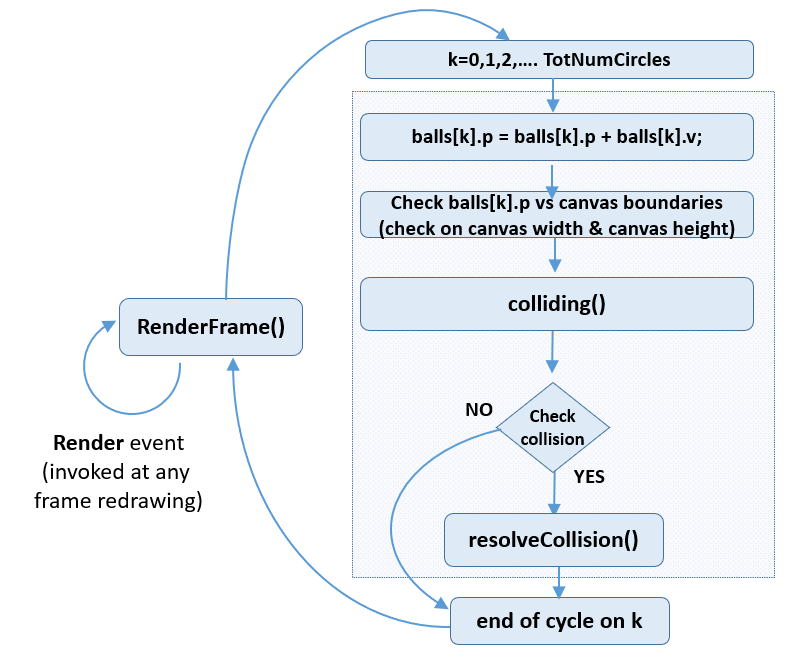 k=0,1,2,.... TotNumCircles
balls[k].p = balls[k].p + balls[k].v;
Check balls[k].p vs canvas boundaries
(check on canvas width & canvas height)
colliding()
RenderFrame()
Render event
(invoked at any
frame redrawing)
NO
Check
collision
YES
resolveCollision()
end of cycle on k